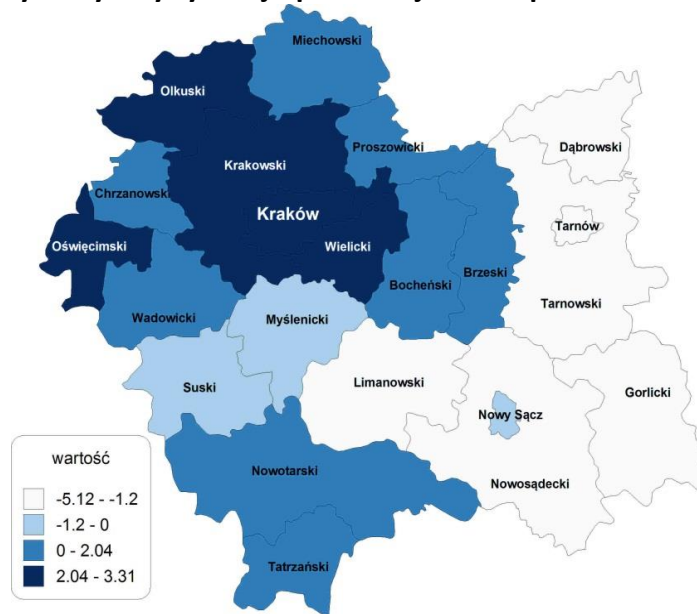 Miechowski
Olkuski
Proszowicki
Dąbrowski
Krakowski
Chrzanowski
Kraków
Tarnów
Oświęcimski
Wielicki
Brzeski
Bocheński
Tarnowski
Wadowicki
Myślenicki
Limanowski
Suski
Gorlicki
Nowy Sącz
Nowotarski
Nowosądecki
Tatrzański
wartość
-5.12 - -1.2
-1.2 - 0
0 - 2.04
2.04 - 3.31